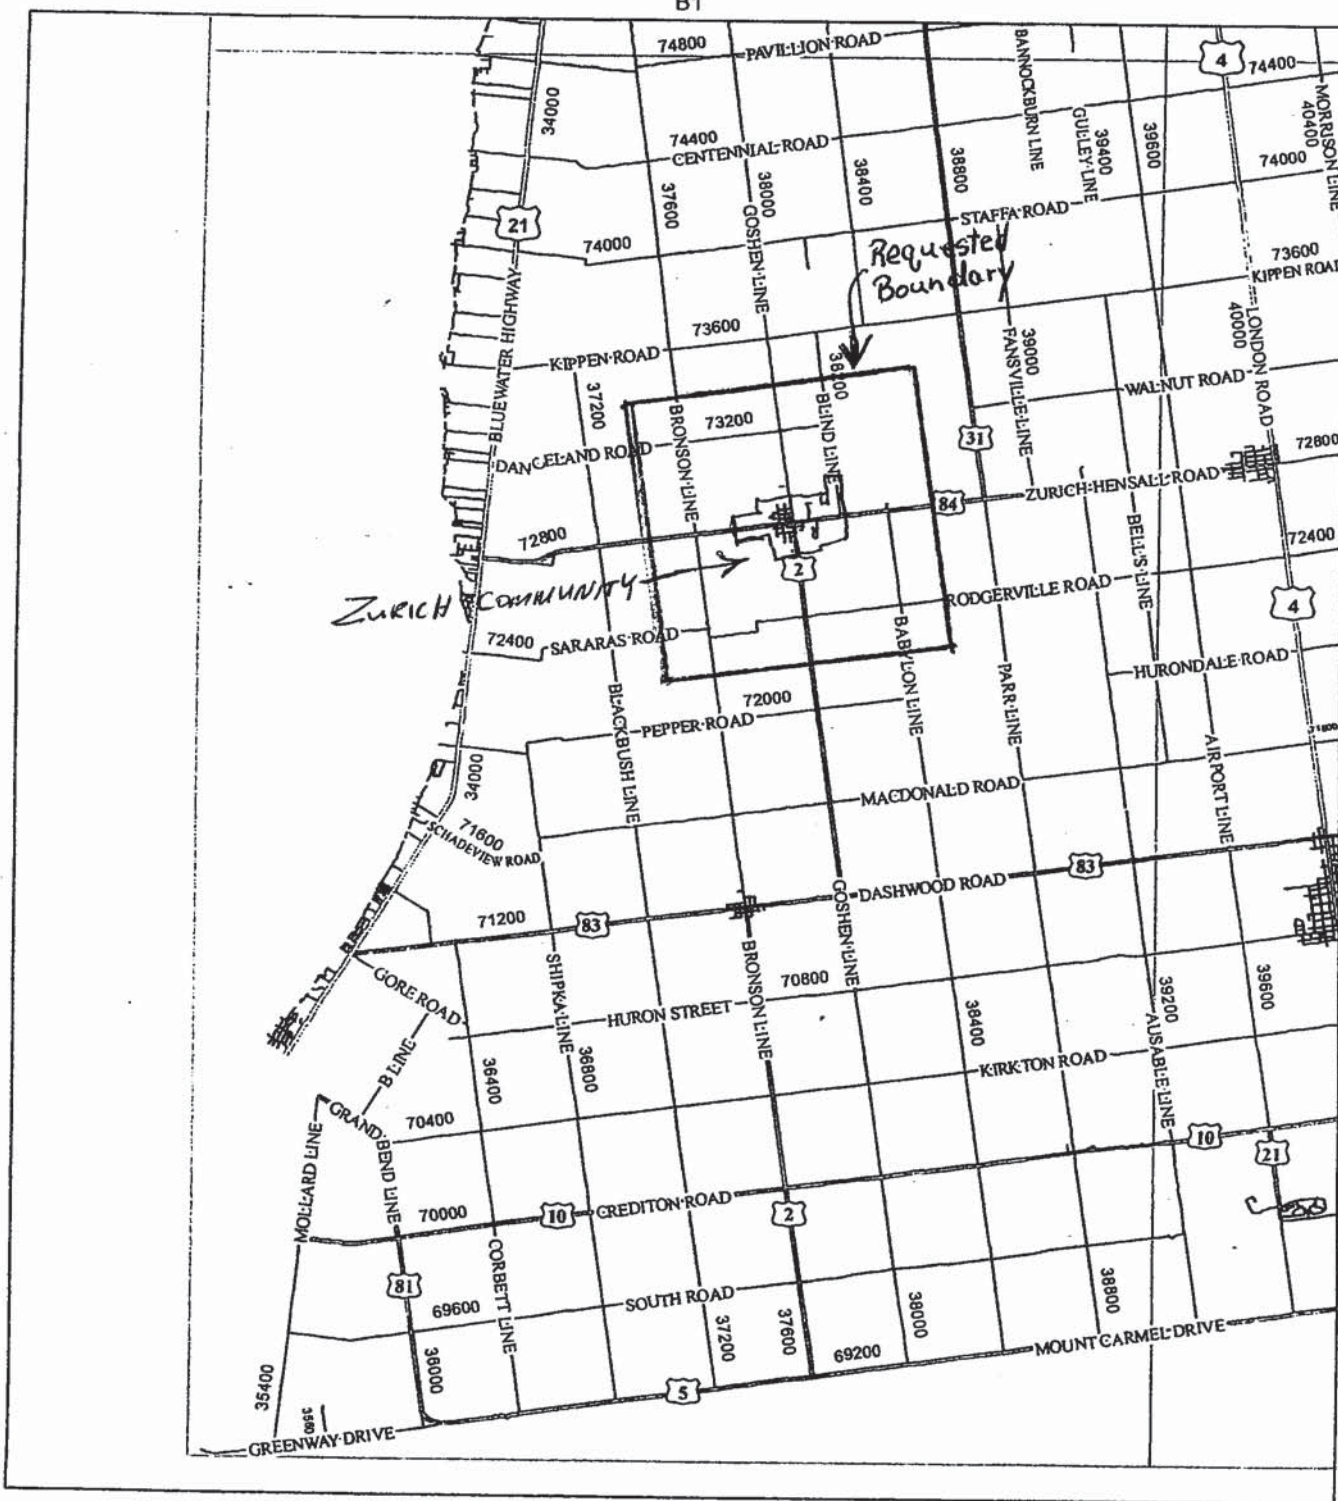 B1
74800
PAVILLION ROAD
4
74400
34000
BANNOCKBURN LINE
GULLEY LINE
39400
39600
MORRISON LINE
40400
74400
CENTENNIAL ROAD
37600
38000
38400
38800
74000
GOSHEN LINE
21
74000
STAFFA ROAD
Requested
Boundary
73600
KIPPEN ROAD
BLUEWATER HIGHWAY
73600
KIPPEN ROAD
40000
LONDON ROAD
39000
FANSVILLE LINE
37200
BRONSON LINE
73200
38200
BLIND LINE
WALNUT ROAD
31
DANCELAND ROAD
72800
ZURICH-HENSALL ROAD
84
72800
BELL'S LINE
72400
2
ZURICH COMMUNITY
RODGERVILLE ROAD
4
72400
SARARAS ROAD
BABYLON LINE
HURONDALE ROAD
BLACKBUSH LINE
72000
PEPPER ROAD
PARR LINE
AIRPORT LINE
34000
MACDONALD ROAD
71600
SCHADEVIEW ROAD
83
DASHWOOD ROAD
GOSHEN LINE
71200
83
BRONSON LINE
SHIPKA LINE
GORE ROAD
70800
HURON STREET
38400
39200
39600
AUSABLE LINE
B LINE
36400
36800
KIRKTON ROAD
GRAND BEND LINE
70400
10
21
MOLLARD LINE
70000
10
CREDITON ROAD
2
CORBETT LINE
81
69600
SOUTH ROAD
37200
37600
38000
38800
69200
MOUNT CARMEL DRIVE
35400
36000
5
GREENWAY DRIVE